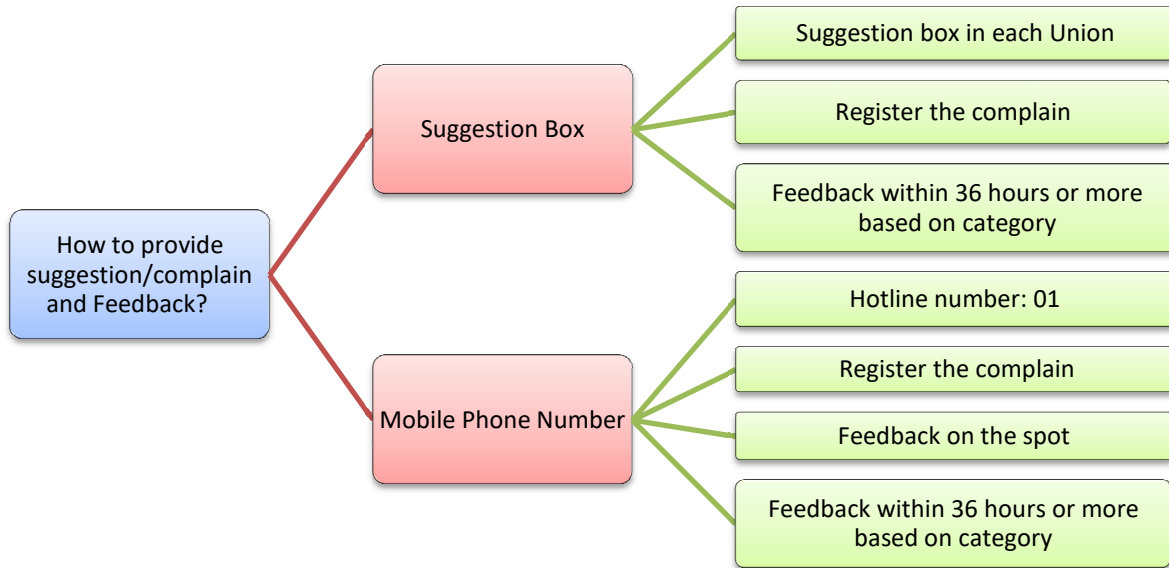 How to provide
suggestion/complain
and Feedback?
Suggestion Box
Suggestion box in each Union
Register the complain
Feedback within 36 hours or more
based on category
Mobile Phone Number
Hotline number: 01
Register the complain
Feedback on the spot
Feedback within 36 hours or more
based on category